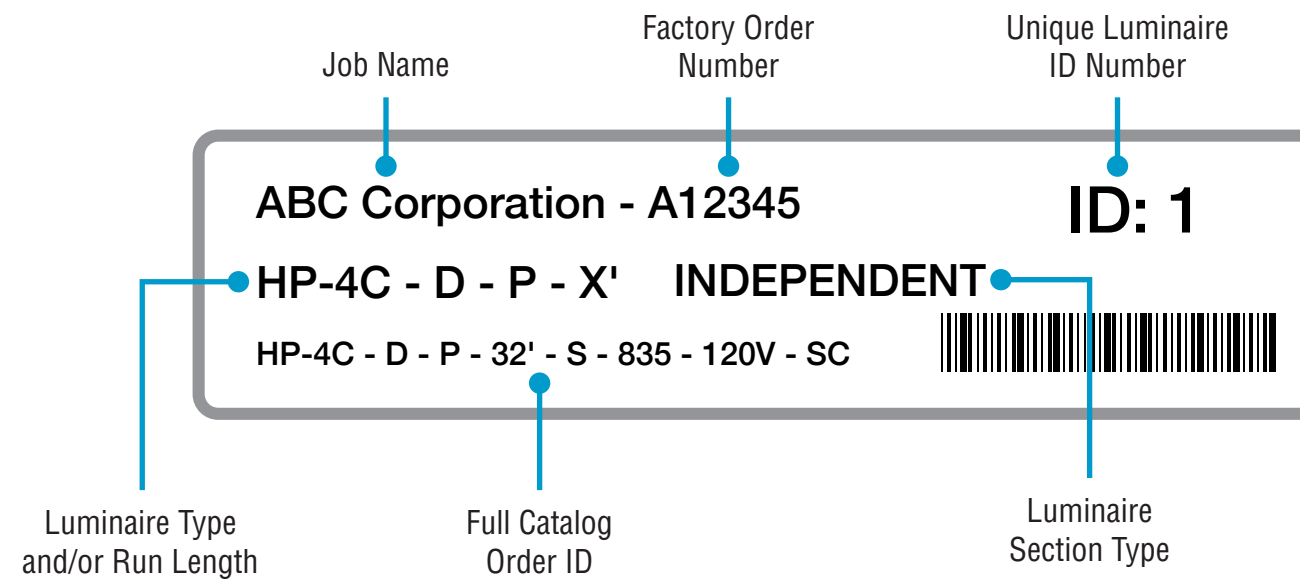 Job Name
Factory Order
Number
Unique Luminaire
ID Number
ABC Corporation - A12345
ID: 1
HP-4C - D - P - X' INDEPENDENT
HP-4C - D - P - 32' - S - 835 - 120V - SC
Luminaire Type
and/or Run Length
Full Catalog
Order ID
Luminaire
Section Type